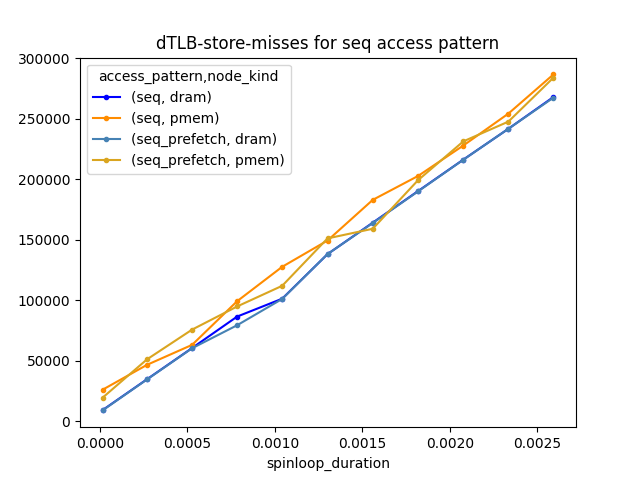 dTLB-store-misses for seq access pattern
300000
250000
200000
150000
100000
50000
0
access_pattern,node_kind
(seq, dram)
(seq, pmem)
(seq_prefetch, dram)
(seq_prefetch, pmem)
0.0000 0.0005 0.0010 0.0015 0.0020 0.0025
spinloop_duration